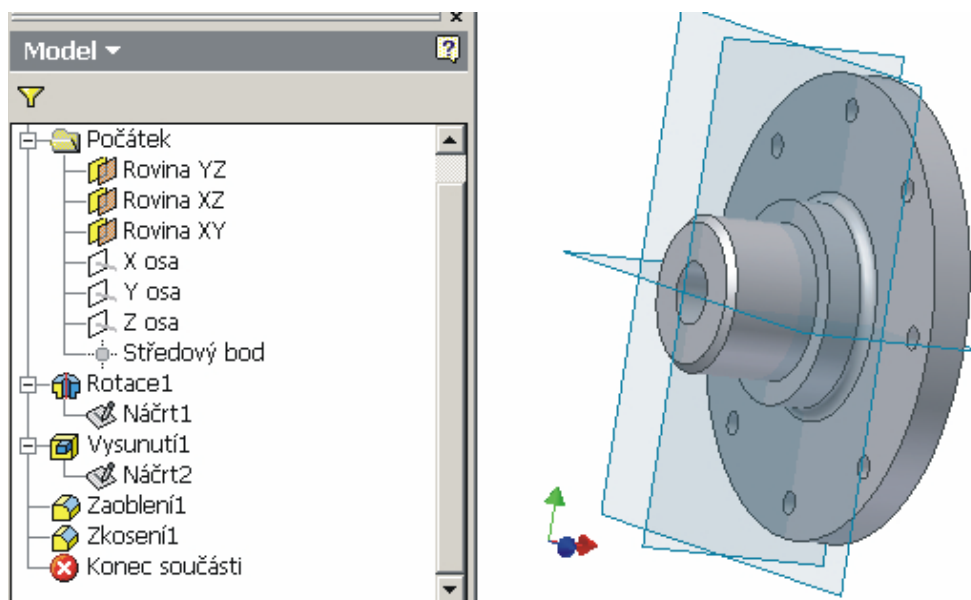 Model
Počátek
Rovina YZ
Rovina XZ
Rovina XY
X osa
Y osa
Z osa
Středový bod
Rotace1
Náčrt1
Vysunutí1
Náčrt2
Zaoblení1
Zkosení1
Konec součásti